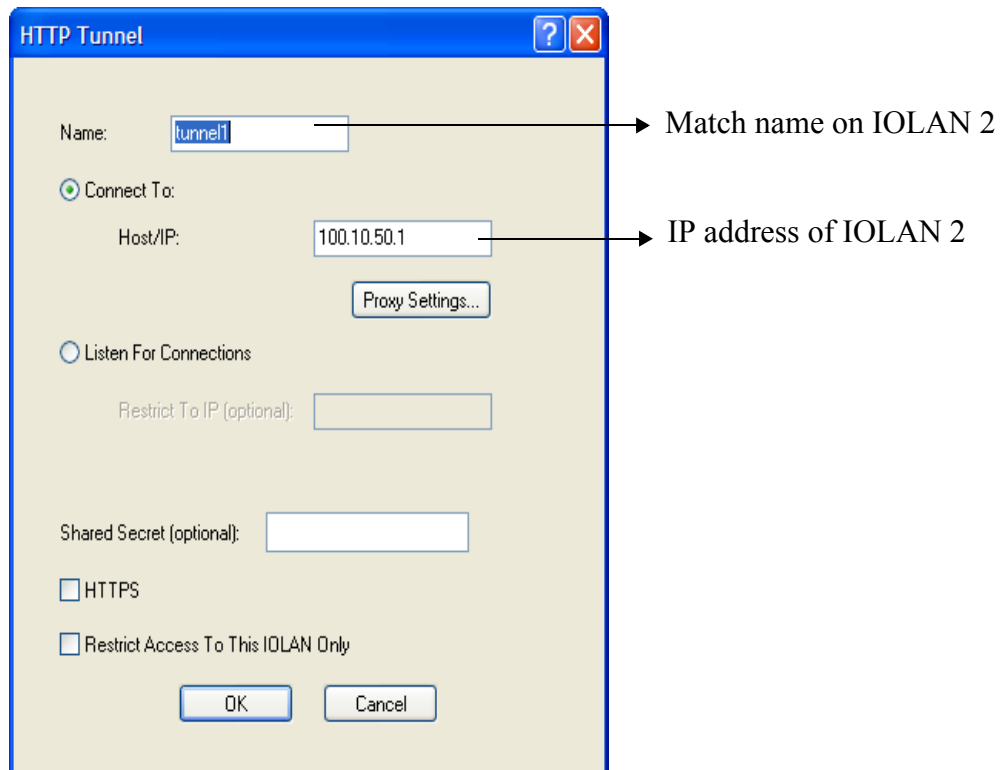 HTTP Tunnel
Name: tunnel1 Match name on IOLAN 2
Connect To:
Host/IP: 100.10.50.1 IP address of IOLAN 2
Proxy Settings...
Listen For Connections
Restrict To IP (optional):
Shared Secret (optional):
HTTPS
Restrict Access To This IOLAN Only
OK Cancel